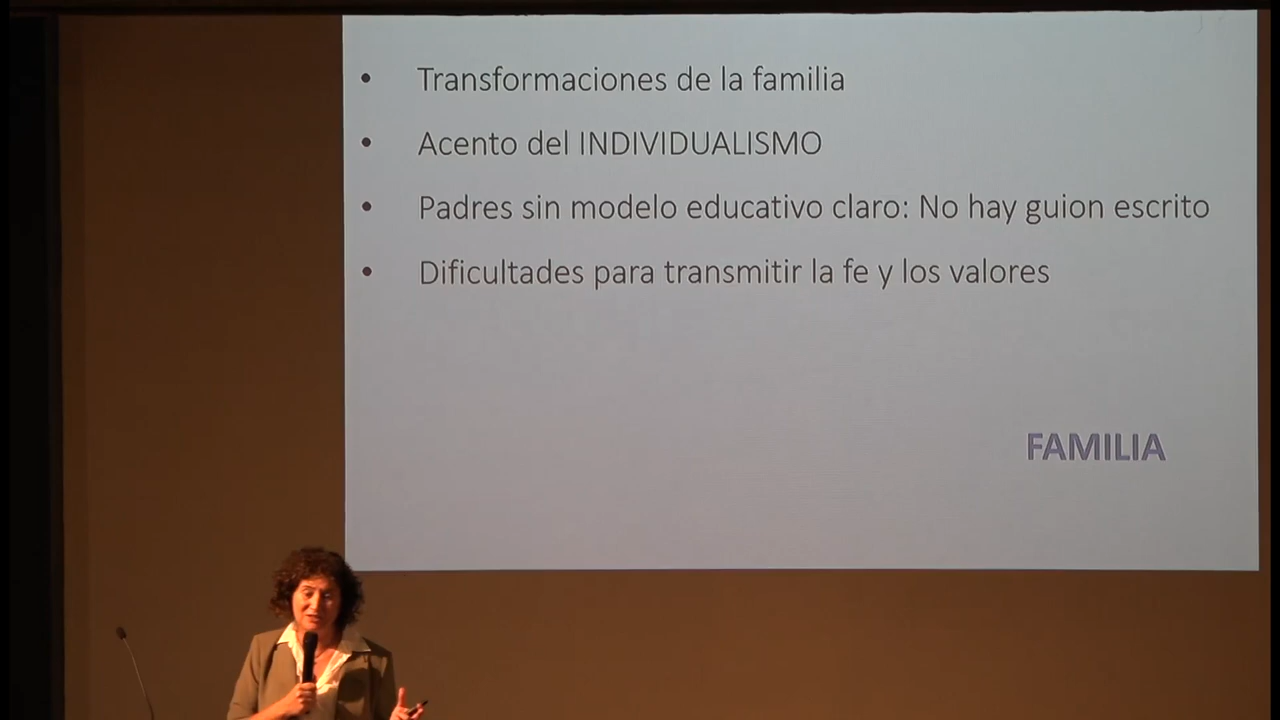 • Transformaciones de la familia
• Acento del INDIVIDUALISMO
• Padres sin modelo educativo claro: No hay guion escrito
• Dificultades para transmitir la fe y los valores
FAMILIA